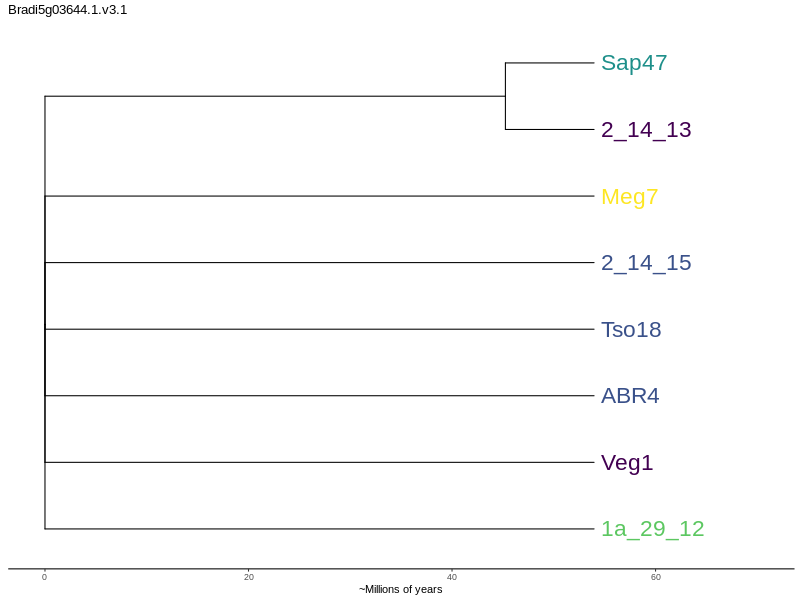 Bradi5g03644.1.v3.1
Sap47
2_14_13
Meg7
2_14_15
Tso18
ABR4
Veg1
1a_29_12
0 20 40 60
~Millions of years